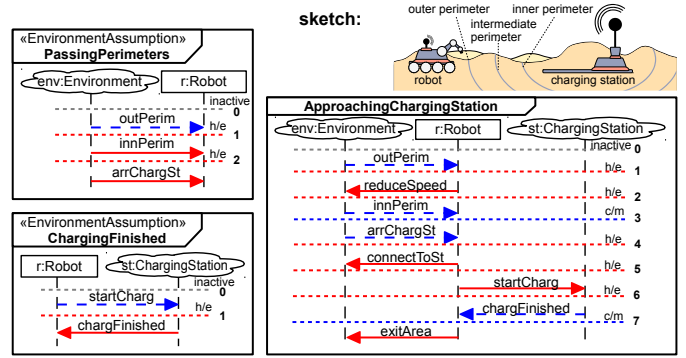 sketch:
outer perimeter
inner perimeter
intermediate
perimeter
robot
charging station
«EnvironmentAssumption»
PassingPerimeters
env:Environment
r:Robot
inactive
0
outPerim
h/e
1
innPerim
h/e
2
arrChargSt
«EnvironmentAssumption»
ChargingFinished
r:Robot
st:ChargingStation
inactive
0
startCharg
h/e
1
chargFinished
ApproachingChargingStation
env:Environment
r:Robot
st:ChargingStation
inactive
0
outPerim
h/e
1
reduceSpeed
h/e
2
innPerim
c/m
3
arrChargSt
h/e
4
connectToSt
h/e
5
startCharg
h/e
6
chargFinished
c/m
7
exitArea